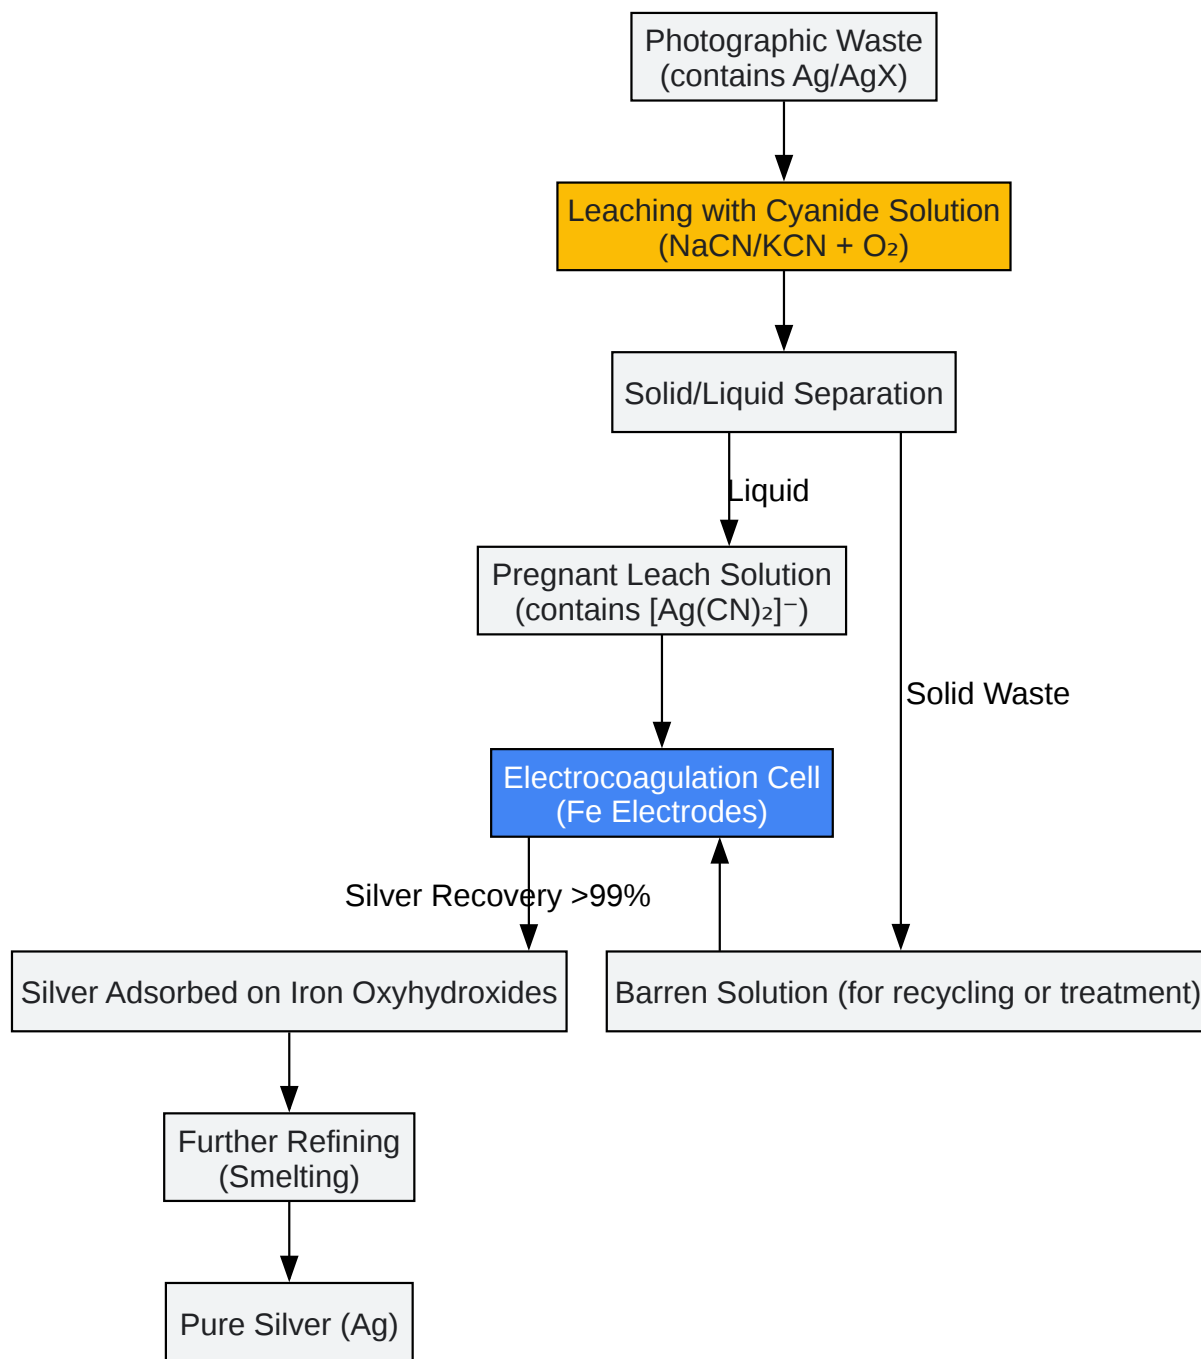 Photographic Waste
(contains Ag/AgX)
Leaching with Cyanide Solution
(NaCN/KCN + O₂)
Solid/Liquid Separation
Liquid
Pregnant Leach Solution
(contains [Ag(CN)₂]⁻)
Solid Waste
Electrocoagulation Cell
(Fe Electrodes)
Silver Recovery >99%
Silver Adsorbed on Iron Oxyhydroxides
Barren Solution (for recycling or treatment)
Further Refining
(Smelting)
Pure Silver (Ag)